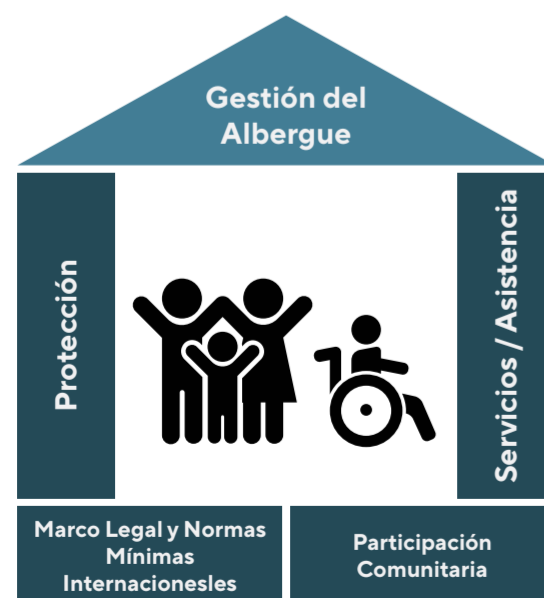 Gestión del
Albergue
Protección
Servicios / Asistencia
Marco Legal y Normas
Mínimas
Internacionesles
Participación
Comunitaria